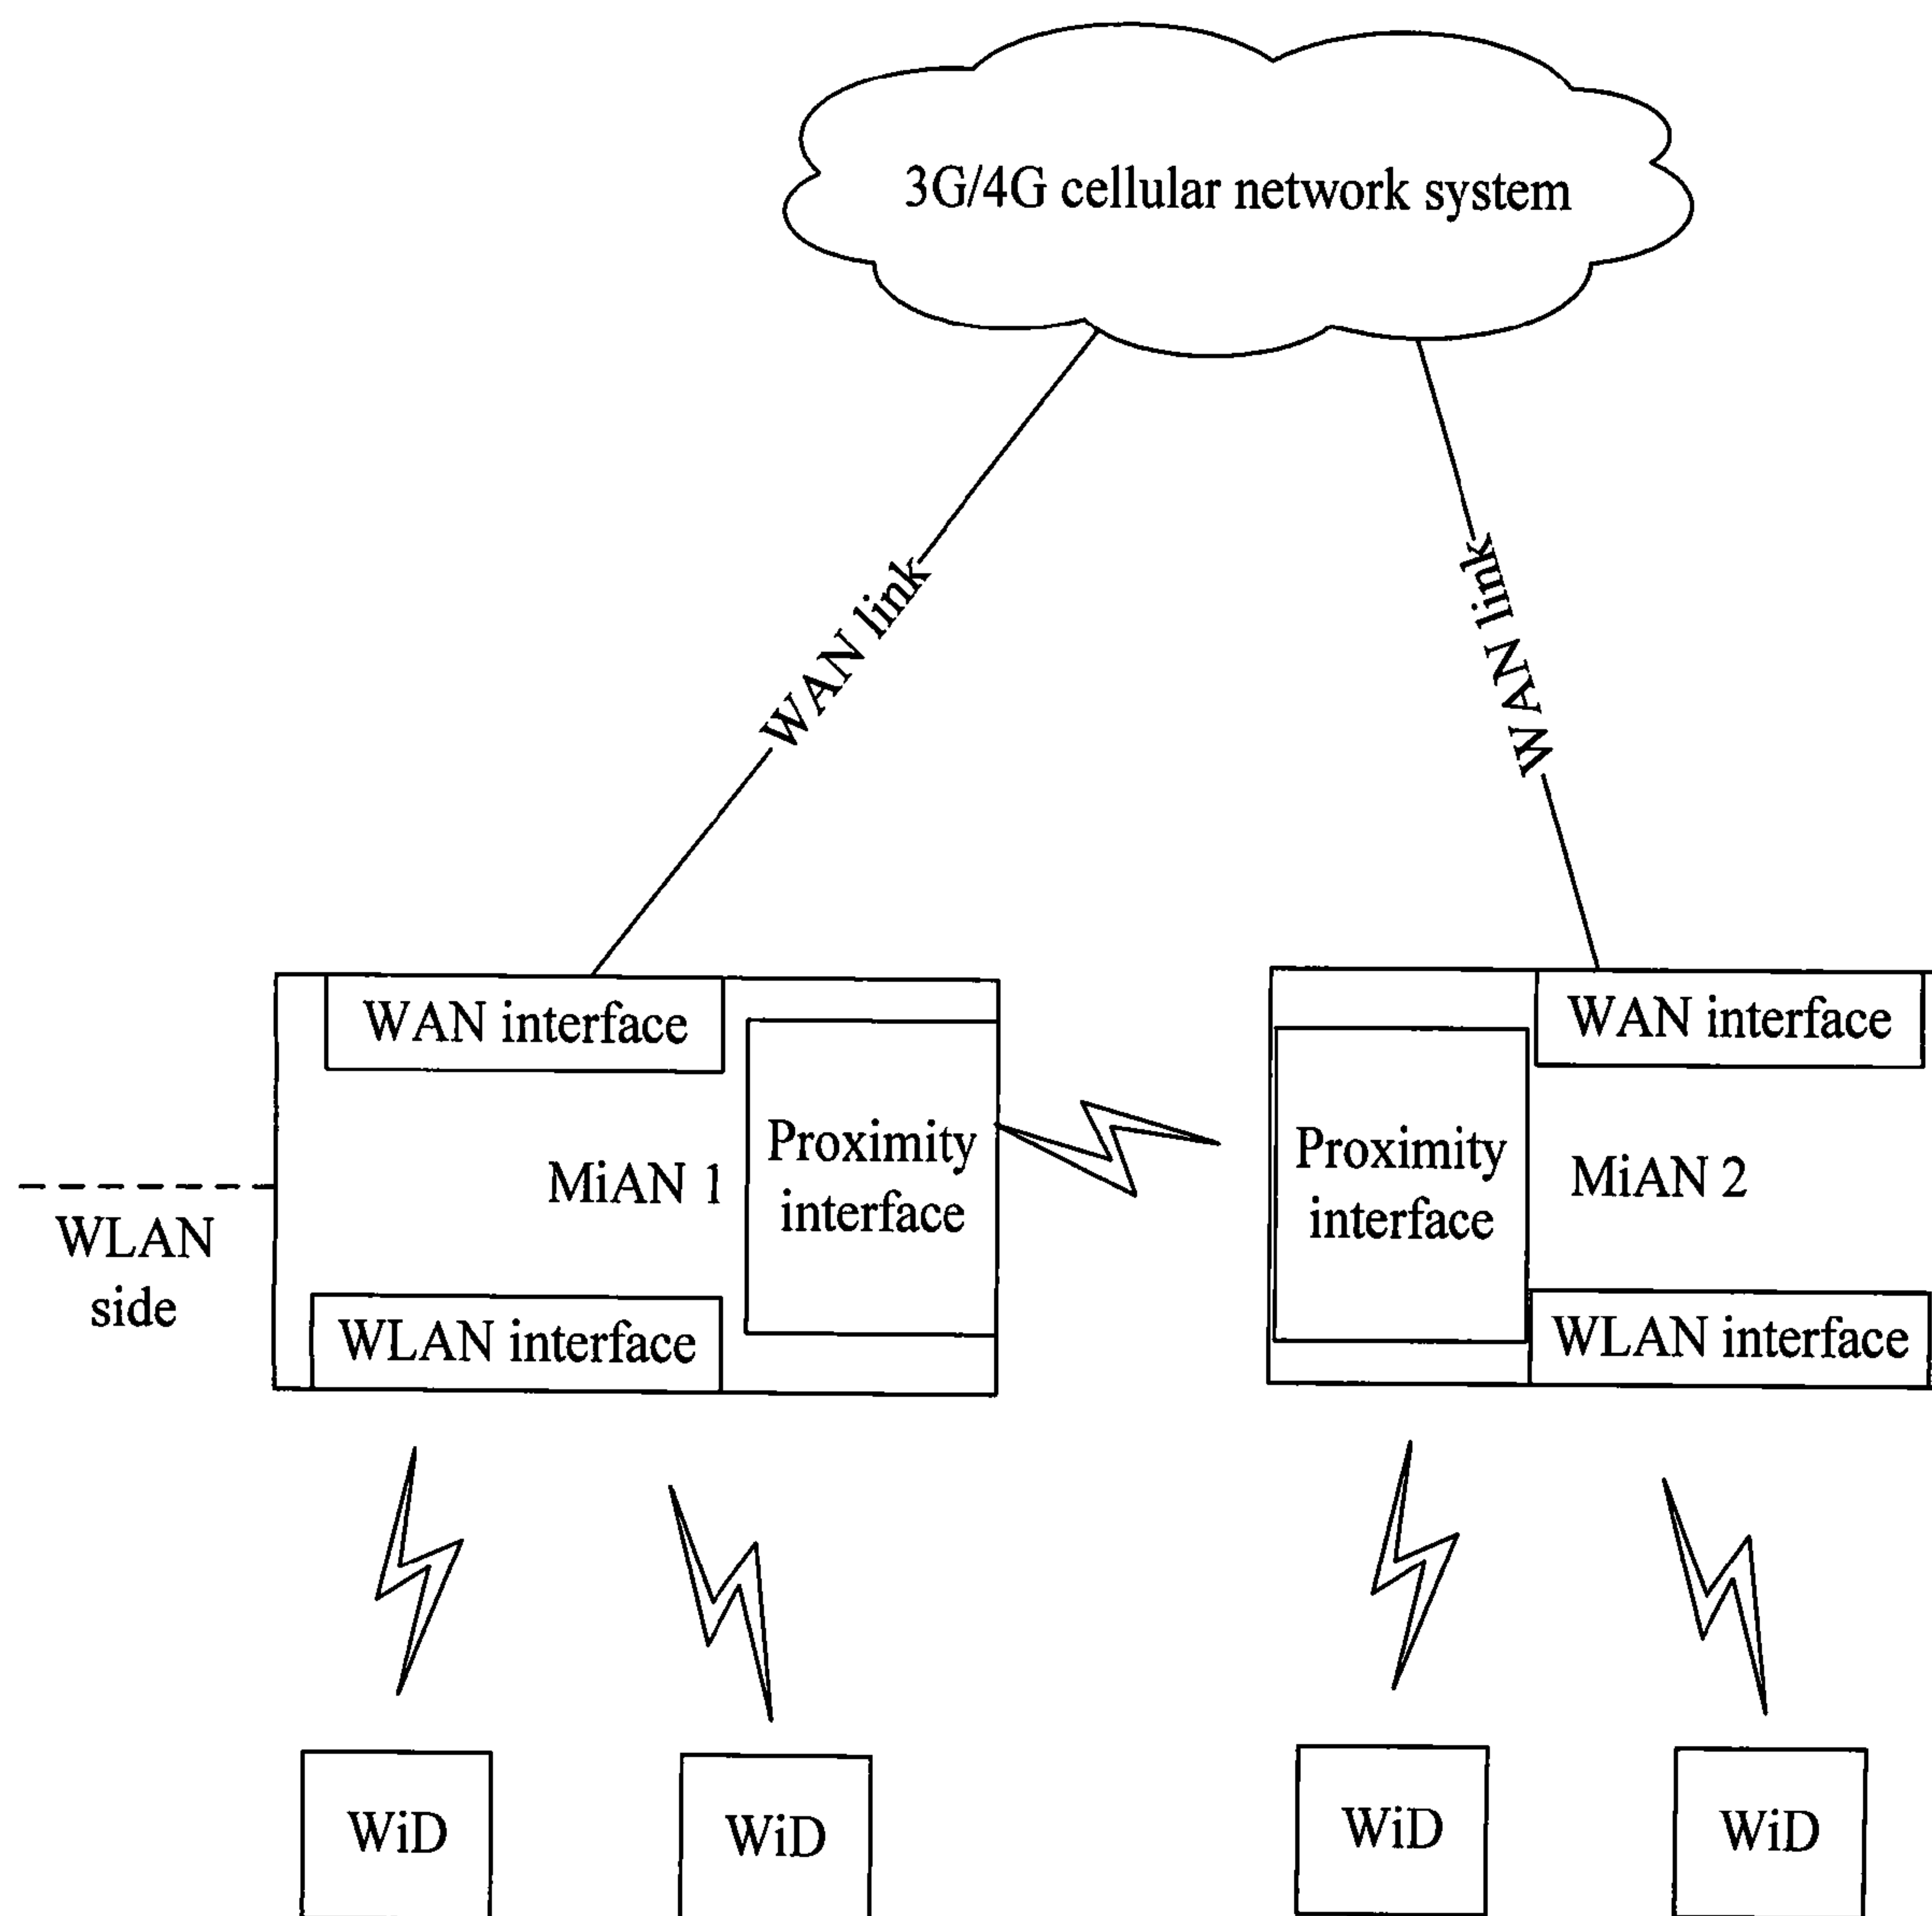 3G/4G cellular network system
WAN link
WAN link
WAN interface
WAN interface
Proximity
interface
Proximity
interface
MiAN 1
MiAN 2
WLAN
side
WLAN interface
WLAN interface
WiD
WiD
WiD
WiD